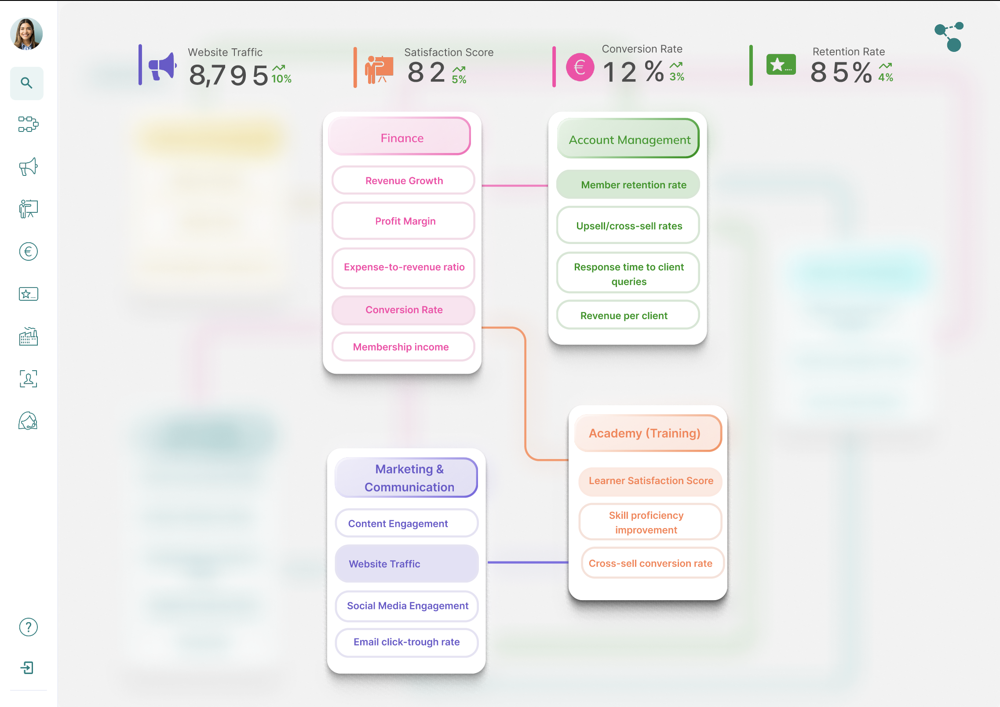 Website Traffic
8,795
10%
Satisfaction Score
82
5%
€
Conversion Rate
12%
3%
Retention Rate
85%
4%
Finance
Revenue Growth
Profit Margin
Expense-to-revenue ratio
Conversion Rate
Membership income
Account Management
Member retention rate
Upsell/cross-sell rates
Response time to client
queries
Revenue per client
Marketing &
Communication
Content Engagement
Website Traffic
Social Media Engagement
Email click-trough rate
Academy (Training)
Learner Satisfaction Score
Skill proficiency
improvement
Cross-sell conversion rate
€
?